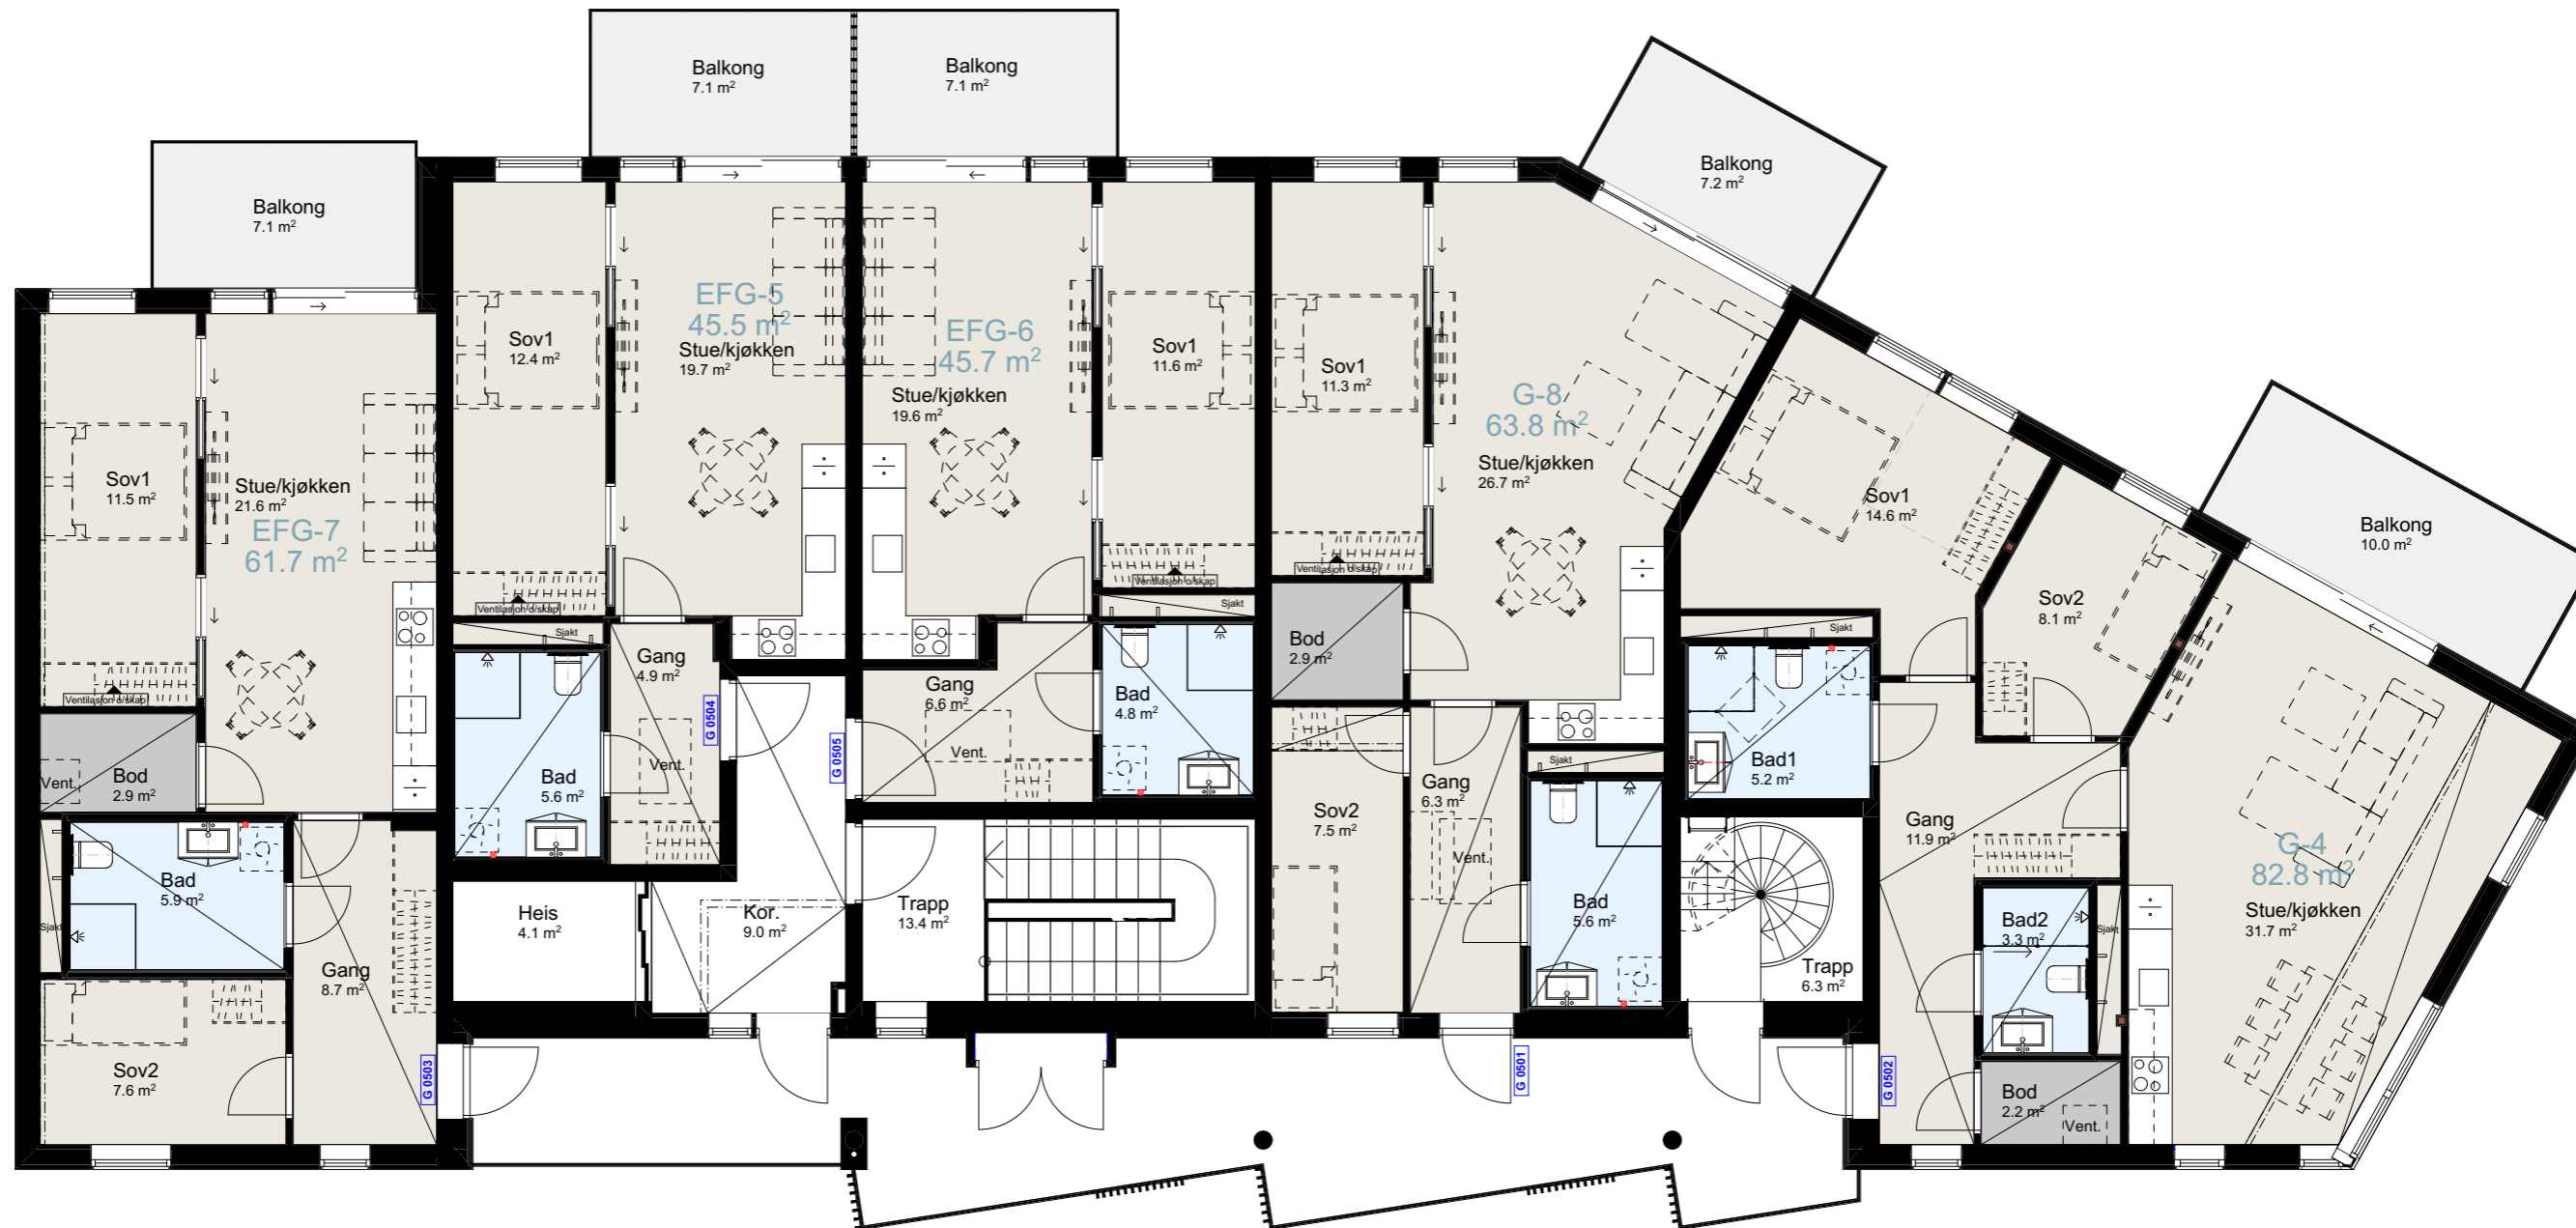 Balkong
7.1 m²
Balkong
7.1 m²
Balkong
7.1 m²
Balkong
7.2 m²
Balkong
10.0 m²
Sov1
11.5 m²
Stue/kjøkken
21.6 m²
EFG-7
61.7 m²
Ventilasjon o/skap
Vent.
Bod
2.9 m²
Sjakt
Bad
5.9 m²
Gang
8.7 m²
Sov2
7.6 m²
G 0503
Sov1
12.4 m²
EFG-5
45.5 m²
Stue/kjøkken
19.7 m²
Ventilasjon o/skap
Sjakt
Gang
4.9 m²
Vent.
Bad
5.6 m²
G 0504
Heis
4.1 m²
Kor.
9.0 m²
G 0505
EFG-6
45.7 m²
Stue/kjøkken
19.6 m²
Sov1
11.6 m²
Ventilasjon o/skap
Sjakt
Gang
6.6 m²
Vent.
Bad
4.8 m²
Trapp
13.4 m²
Sov1
11.3 m²
G-8
63.8 m²
Stue/kjøkken
26.7 m²
Ventilasjon o/skap
Bod
2.9 m²
Sov2
7.5 m²
Gang
6.3 m²
Vent.
Sjakt
Bad
5.6 m²
G 0501
Sov1
14.6 m²
Sov2
8.1 m²
Sjakt
Bad1
5.2 m²
Gang
11.9 m²
Trapp
6.3 m²
Bad2
3.3 m²
Sjakt
Bod
2.2 m²
Vent.
G 0502
G-4
82.8 m²
Stue/kjøkken
31.7 m²